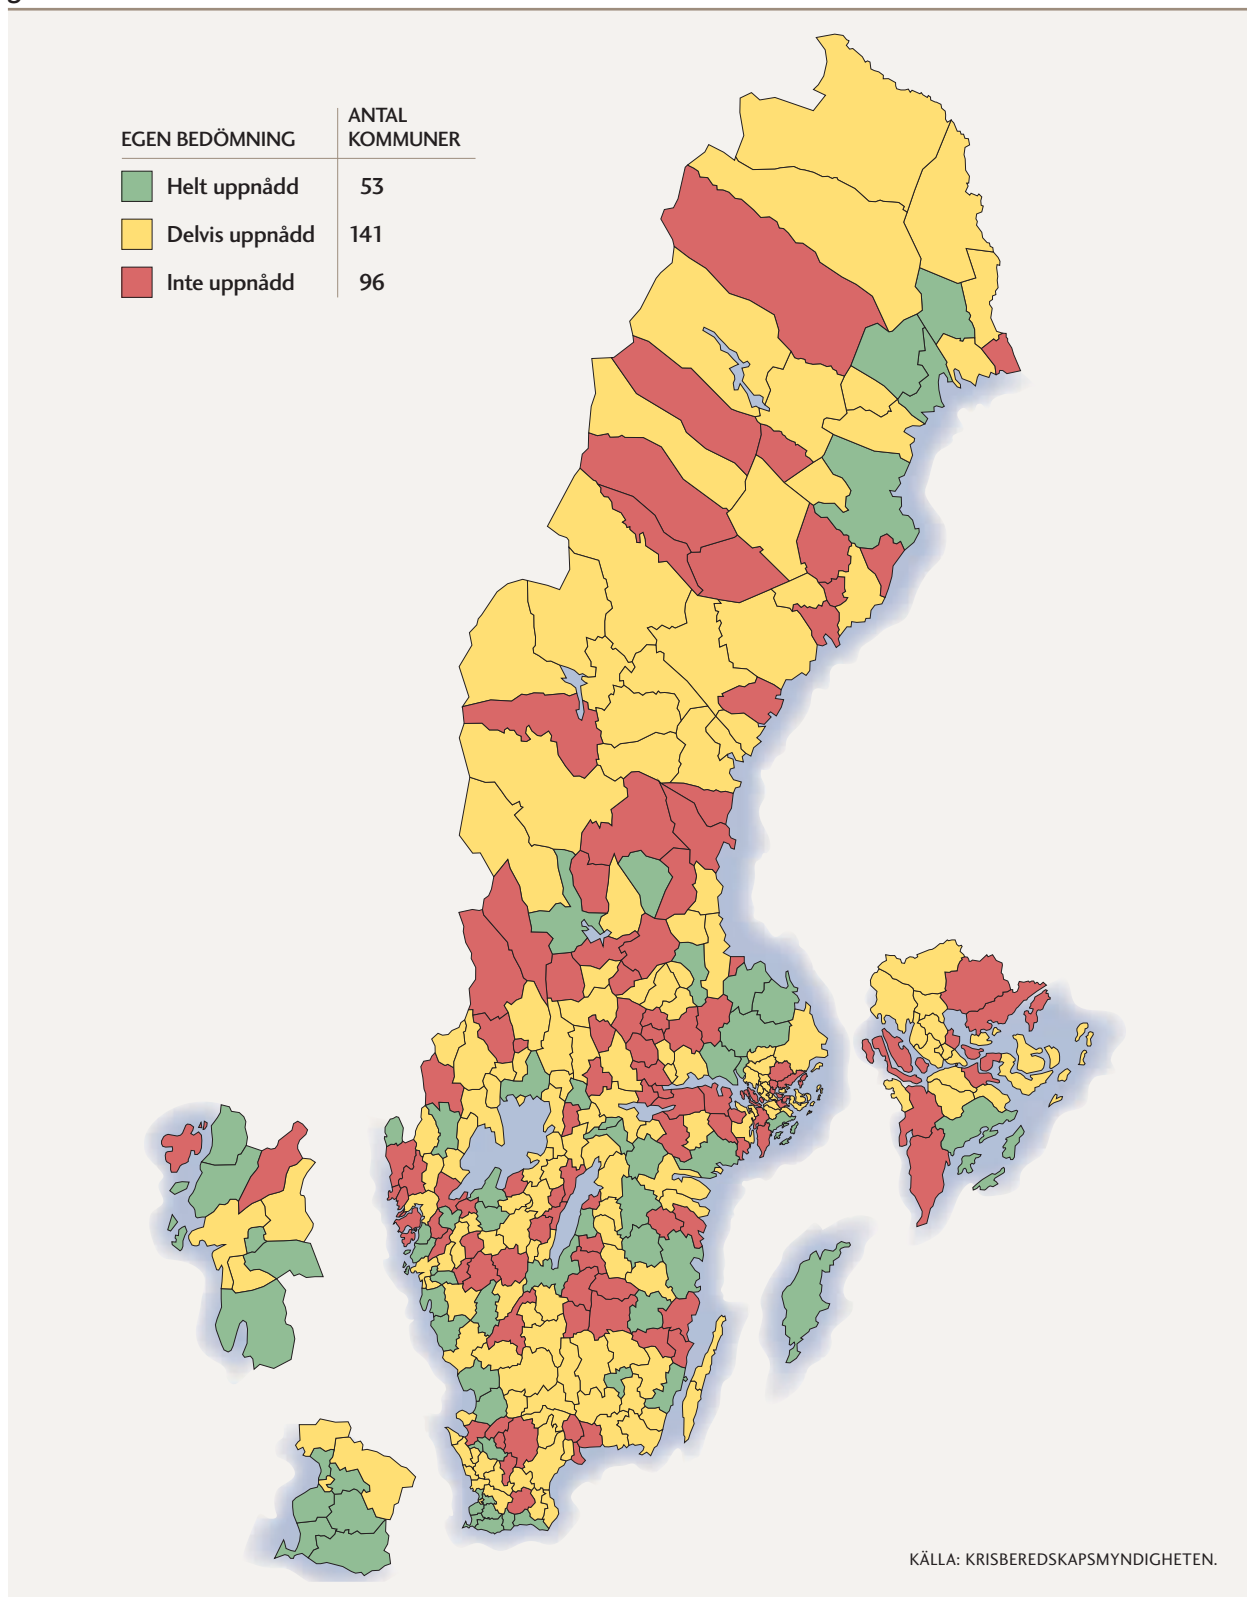 EGEN BEDÖMNING
ANTAL
KOMMUNER
Helt uppnådd 53
Delvis uppnådd 141
Inte uppnådd 96
KÄLLA: KRISBEREDSKAPSMYNDIGHETEN.